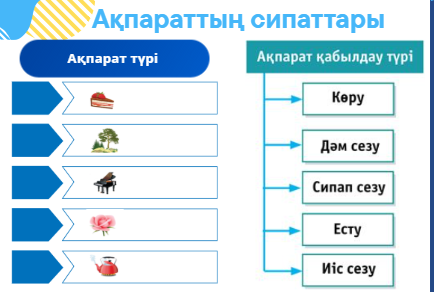 Ақпараттың сипаттары
Ақпарат түрі
Ақпарат қабылдау түрі
Көру
Дәм сезу
Сипап сезу
Есту
Иіс сезу